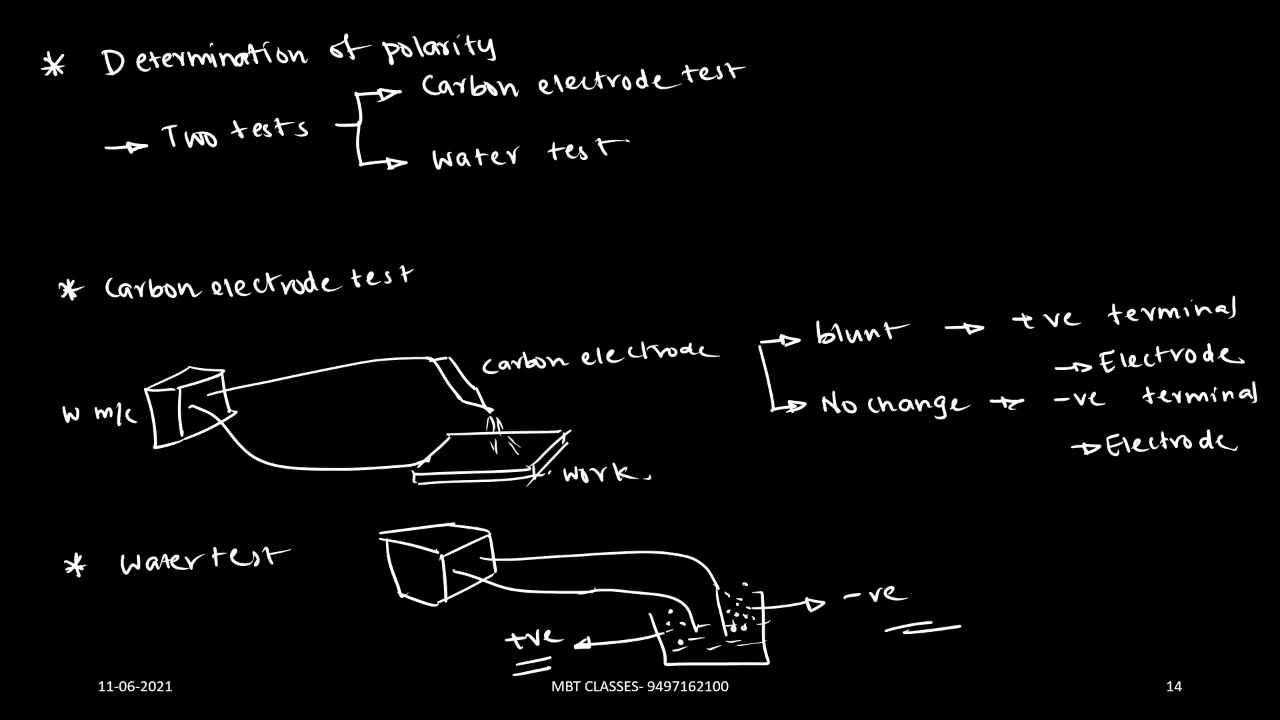 * Determination of polarity
→ Two tests
→ Carbon electrode test
→ Water test
* Carbon electrode test
W m/c
carbon electrode
work.
→ blunt → +ve terminal
→ Electrode
→ No change → -ve terminal
→ Electrode
* Water test
+ve
-ve
11-06-2021
MBT CLASSES- 9497162100
14